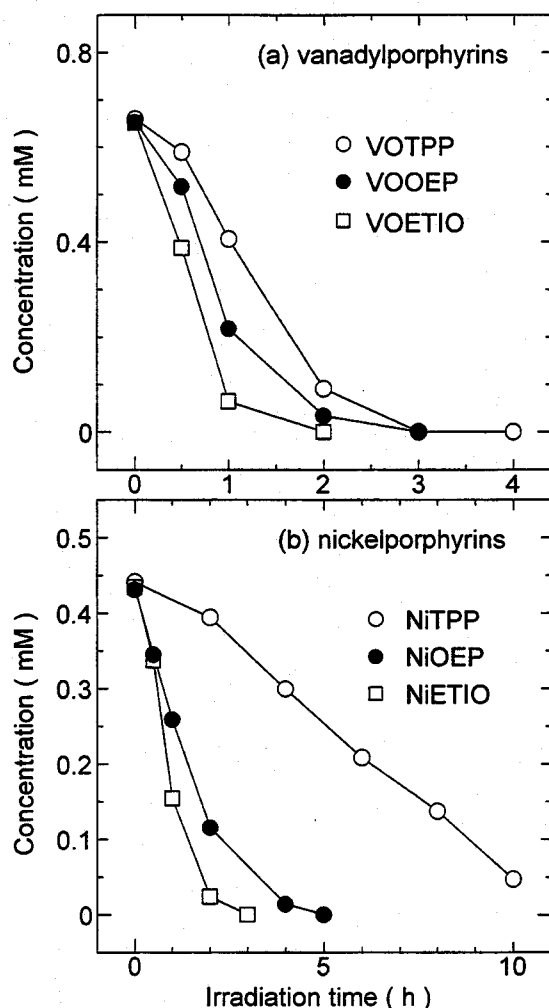 (a) vanadylporphyrins
VOTPP
VOOEP
VOETIO
Concentration ( mM )
0.8
0.4
0
0 1 2 3 4
(b) nickelporphyrins
NiTPP
NiOEP
NiETIO
Concentration ( mM )
0.5
0.4
0.3
0.2
0.1
0
0 5 10
Irradiation time ( h )